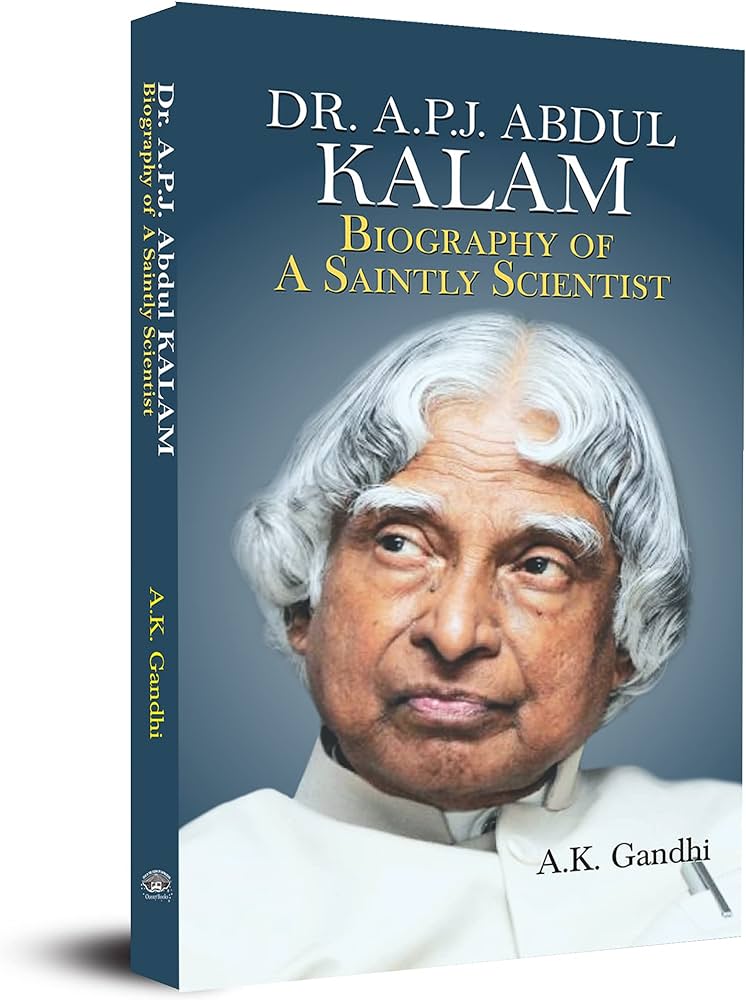 DR. A.P.J. ABDUL
KALAM
BIOGRAPHY OF
A SAINTLY SCIENTIST
A.K. Gandhi
Dr. A.P.J. Abdul KALAM
Biography of A Saintly Scientist
A.K. Gandhi